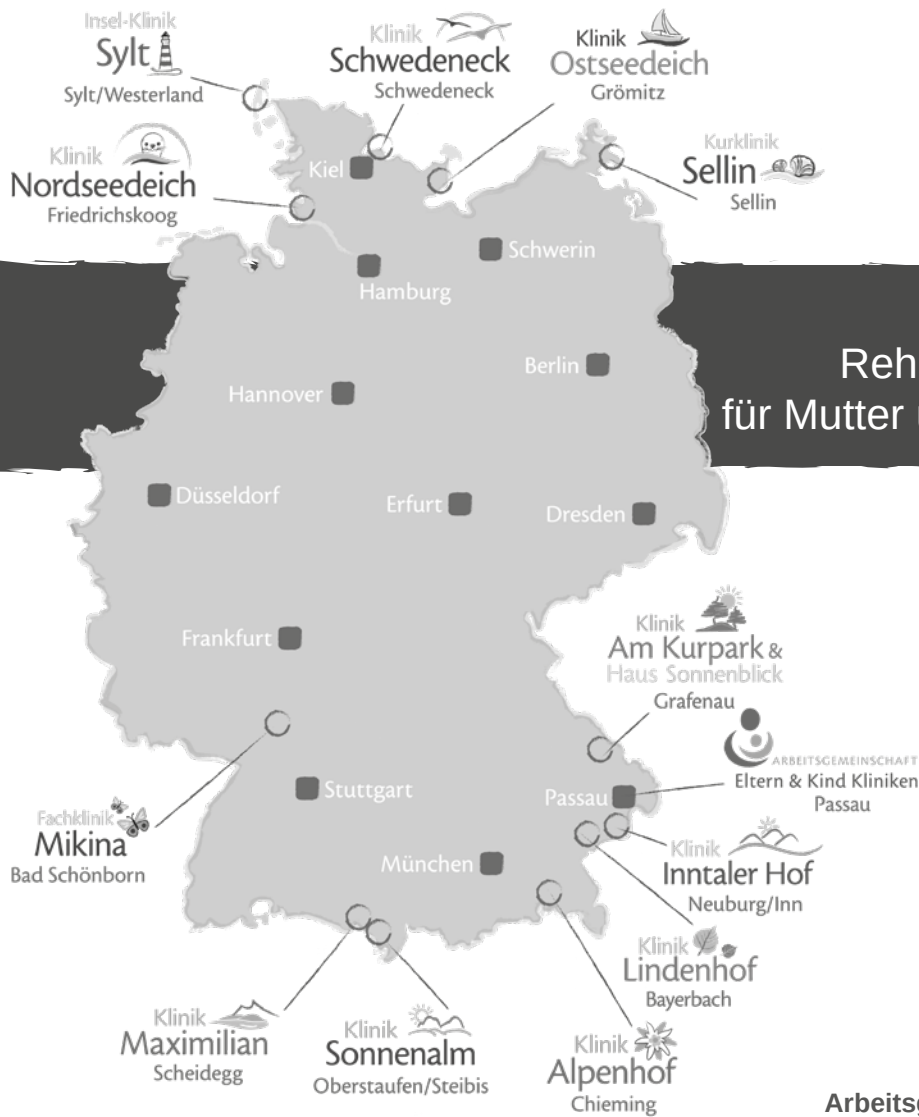 Insel-Klinik
Sylt
Sylt/Westerland
Klinik
Schwedeneck
Schwedeneck
Klinik
Ostseedeich
Grömitz
Klinik
Nordseedeich
Friedrichskoog
Kurklinik
Sellin
Sellin
Kiel
Schwerin
Hamburg
Berlin
Hannover
Reh
für Mutter
Düsseldorf
Erfurt
Dresden
Frankfurt
Klinik
Am Kurpark &
Haus Sonnenblick
Grafenau
ARBEITSGEMEINSCHAFT
Eltern & Kind Kliniken
Passau
Stuttgart
Passau
Fachklinik
Mikina
Bad Schönborn
München
Klinik
Inntaler Hof
Neuburg/Inn
Klinik
Lindenhof
Bayerbach
Klinik
Maximilian
Scheidegg
Klinik
Sonnenalm
Oberstaufen/Steibis
Klinik
Alpenhof
Chieming
Arbeitsg